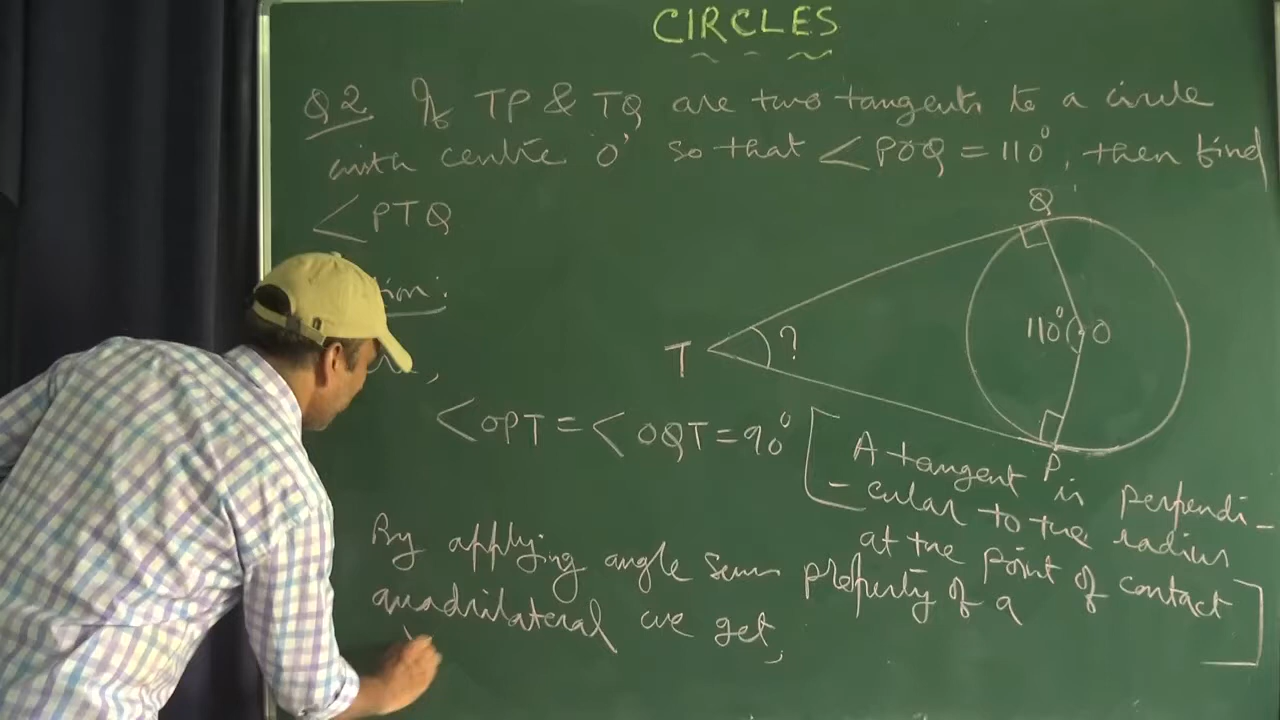 CIRCLES
Q2 If TP & TQ are two tangents to a circle
with centre 'O' so that ∠POQ = 110°, then find
∠PTQ
Q
ion:
110° O
T ?
∠OPT = ∠OQT = 90° [A tangent is perpendi-
P
-cular to the radius
at the point of contact]
By applying angle sum property of a
quadrilateral we get,